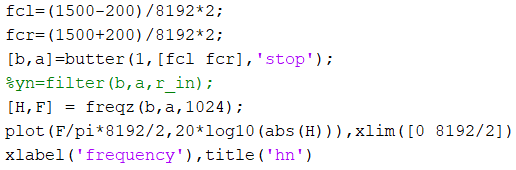 fcl=(1500-200)/8192*2;
fcr=(1500+200)/8192*2;
[b,a]=butter(1,[fcl fcr],'stop');
%yn=filter(b,a,r_in);
[H,F] = freqz(b,a,1024);
plot(F/pi*8192/2,20*log10(abs(H))),xlim([0 8192/2])
xlabel('frequency'),title('hn')